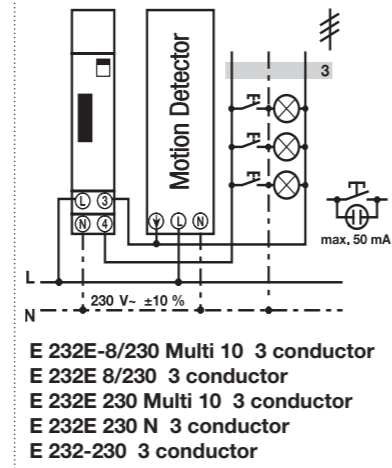 3
Motion Detector
L 3
N 4
L N
max. 50 mA
L
230 V~ ±10 %
N
E 232E-8/230 Multi 10 3 conductor
E 232E 8/230 3 conductor
E 232E 230 Multi 10 3 conductor
E 232E 230 N 3 conductor
E 232-230 3 conductor